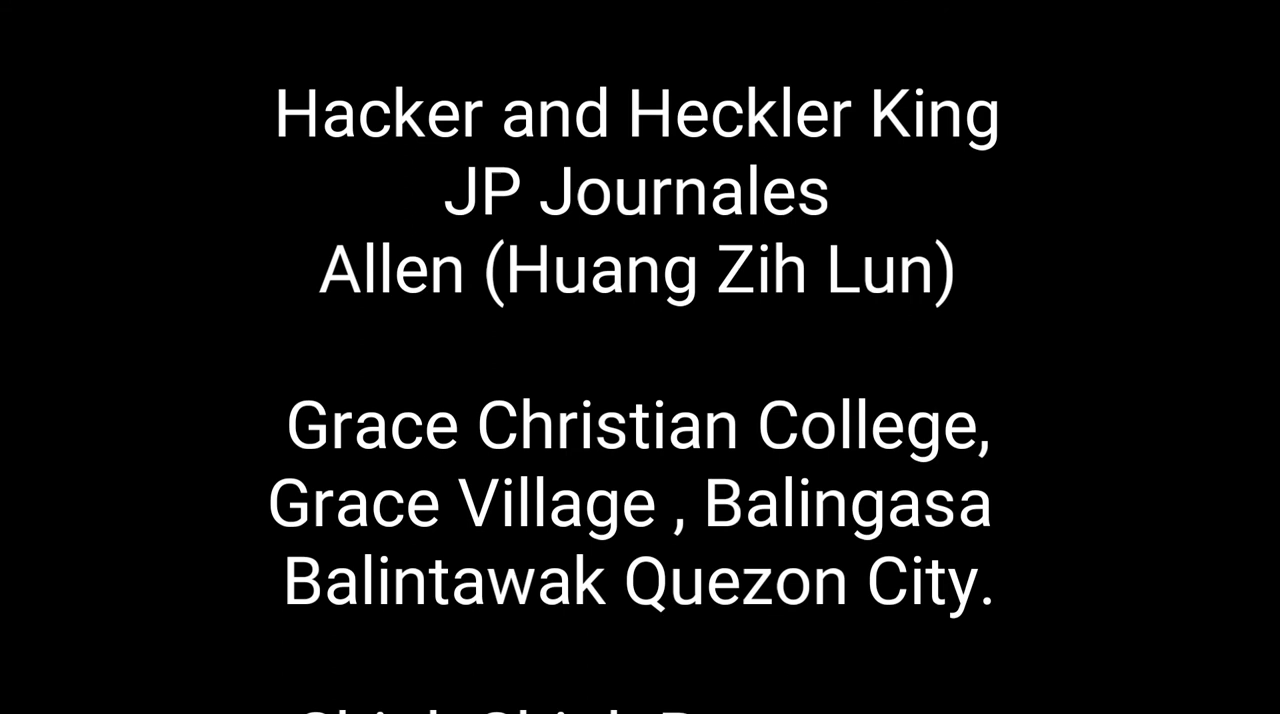 Hacker and Heckler King
JP Journales
Allen (Huang Zih Lun)
Grace Christian College,
Grace Village , Balingasa
Balintawak Quezon City.